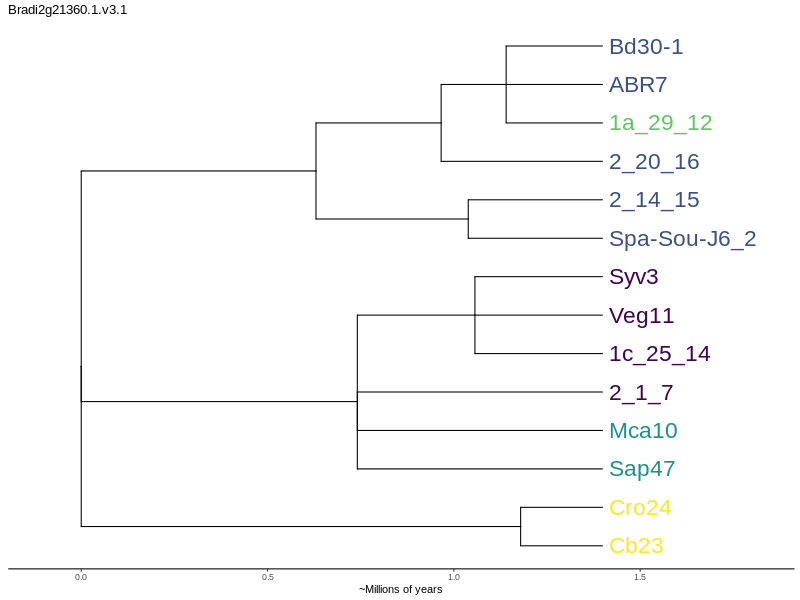 Bradi2g21360.1.v3.1
Bd30-1
ABR7
1a_29_12
2_20_16
2_14_15
Spa-Sou-J6_2
Syv3
Veg11
1c_25_14
2_1_7
Mca10
Sap47
Cro24
Cb23
0.0 0.5 1.0 1.5
~Millions of years